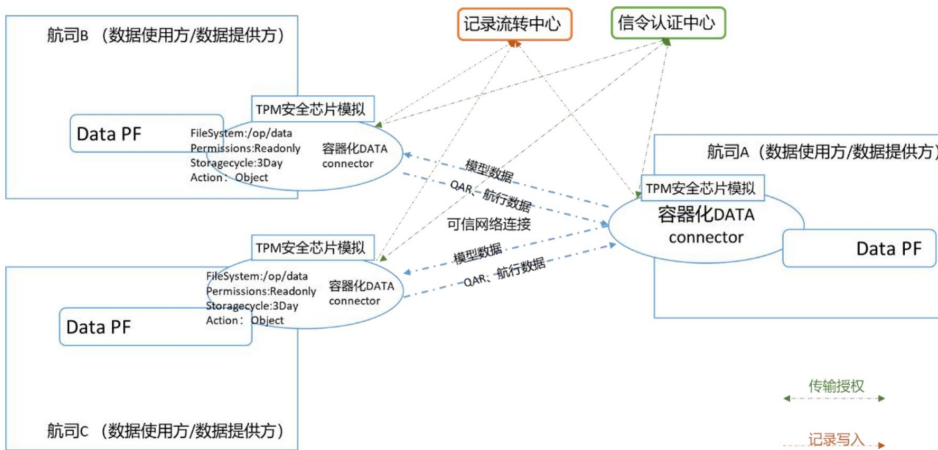 记录流转中心
信令认证中心
航司B （数据使用方/数据提供方）
TPM安全芯片模拟
Data PF
FileSystem:/op/data
Permissions:Readonly
Storagecycle:3Day
Action： Object
容器化DATA
connector
模型数据
QAR、航行数据
可信网络连接
模型数据
QAR、航行数据
航司A（数据使用方/数据提供方）
TPM安全芯片模拟
容器化DATA
connector
Data PF
TPM安全芯片模拟
FileSystem:/op/data
Permissions:Readonly
Storagecycle:3Day
Action： Object
容器化DATA
connector
Data PF
航司C （数据使用方/数据提供方）
传输授权
记录写入